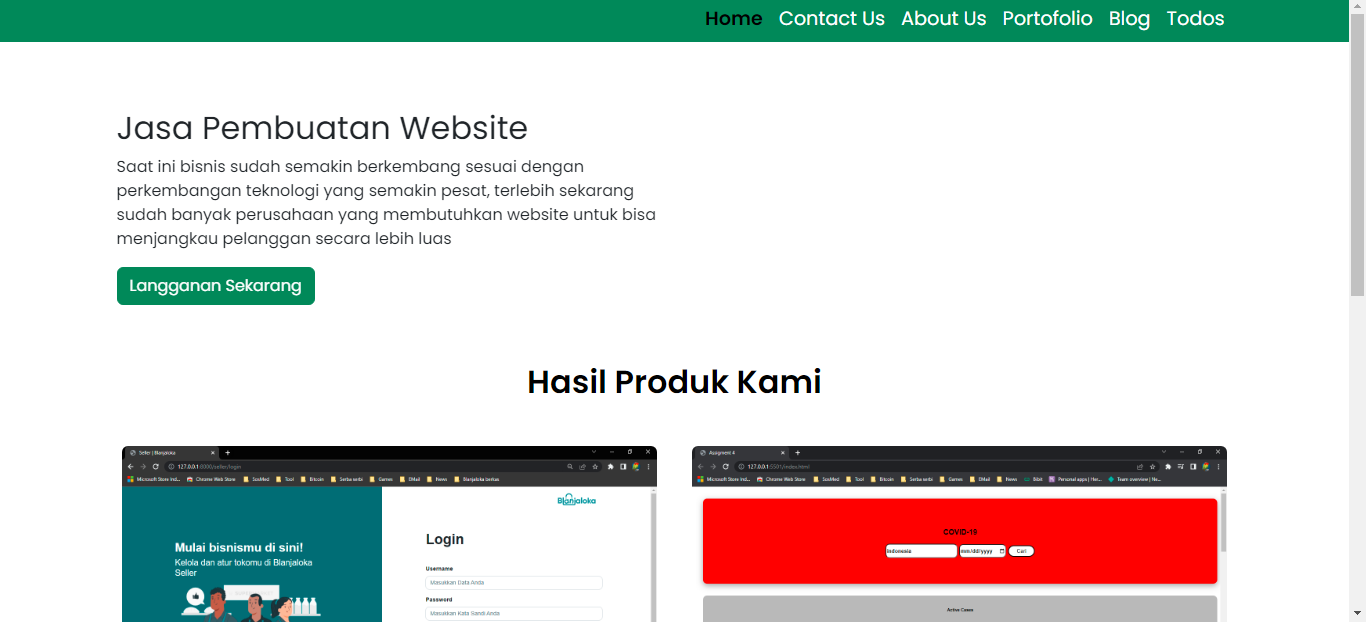 Home Contact Us About Us Portofolio Blog Todos
Jasa Pembuatan Website
Saat ini bisnis sudah semakin berkembang sesuai dengan
perkembangan teknologi yang semakin pesat, terlebih sekarang
sudah banyak perusahaan yang membutuhkan website untuk bisa
menjangkau pelanggan secara lebih luas
Langganan Sekarang
Hasil Produk Kami
Seller | Blanjaloka
127.0.0.1:8000/seller/login
Microsoft Store Ind... Chrome Web Store SosMed Tool Bitcoin Serba serbi Games GMail News Blanjaloka berkas
Blanjaloka
Mulai bisnismu di sini!
Kelola dan atur tokomu di Blanjaloka
Seller
Login
Username
Masukkan Data Anda
Password
Masukkan Kata Sandi Anda
Assigment 4
127.0.0.1:5501/index.html
Microsoft Store Ind... Chrome Web Store SosMed Tool Bitcoin Serba serbi Games GMail News Bibit Personal apps | Her... Team overview | Ne...
COVID-19
Indonesia mm/dd/yyyy Cari
Active Cases